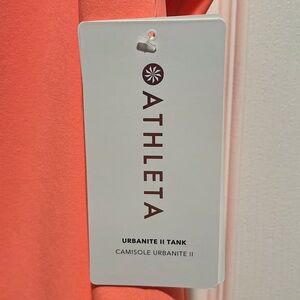 ATHLETA
URBANITE II TANK
CAMISOLE URBANITE II